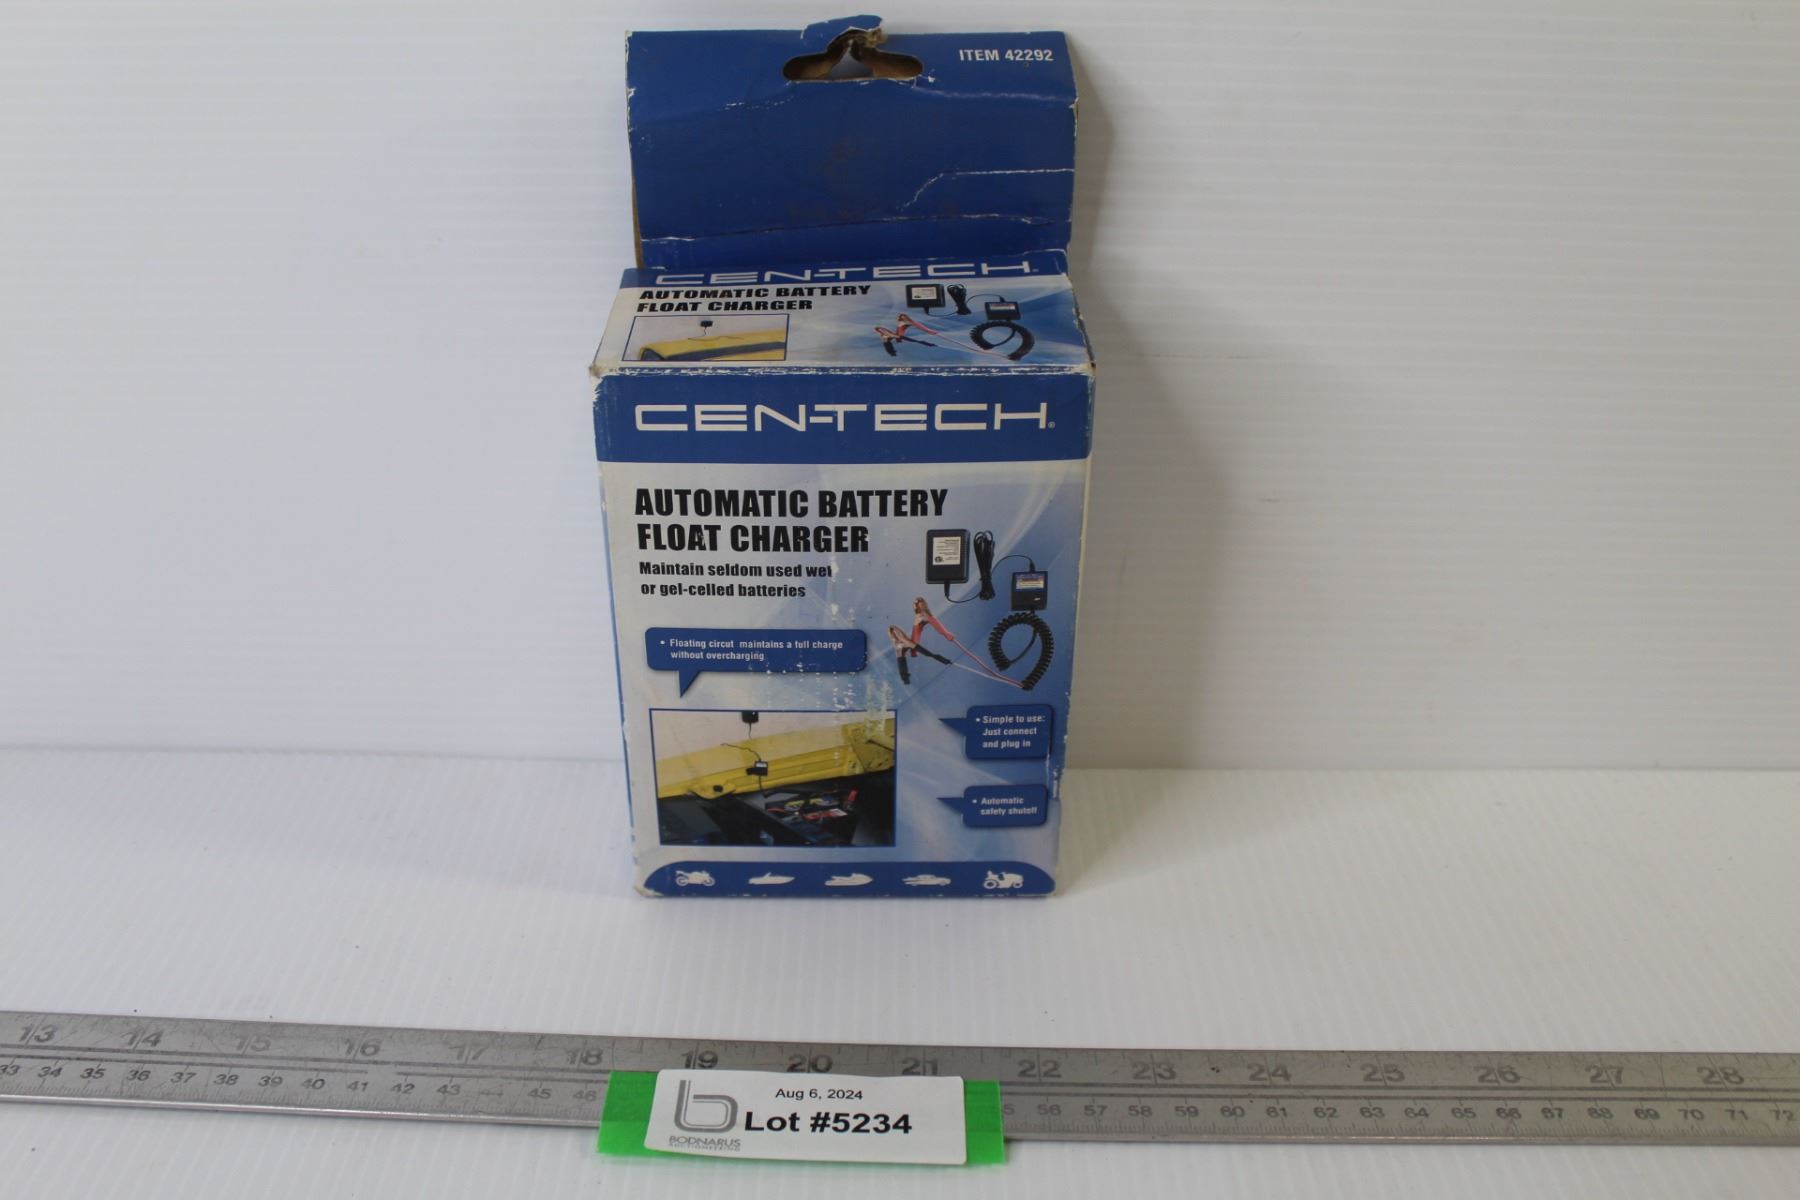 ITEM 42292
CEN-TECH
AUTOMATIC BATTERY
FLOAT CHARGER
CEN-TECH®
AUTOMATIC BATTERY
FLOAT CHARGER
Maintain seldom used wet
or gel-celled batteries
• Floating circut maintains a full charge
without overcharging
• Simple to use:
Just connect
and plug in
• Automatic
safety shutoff
13 14 15 16 17 18 19 20 21 22 23 24 25 26 27 28
33 34 35 36 37 38 39 40 41 42 43 44 45 46 56 57 58 59 60 61 62 63 64 65 66 67 68 69 70 71 72
Aug 6, 2024
Lot #5234
BODNARUS
AUCTIONEERING